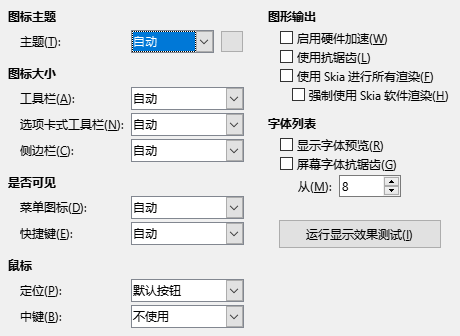 图标主题
主题(T):
自动
图标大小
工具栏(A):
自动
选项卡式工具栏(N):
自动
侧边栏(C):
自动
是否可见
菜单图标(D):
自动
快捷键(E):
自动
鼠标
定位(P):
默认按钮
中键(B):
不使用
图形输出
启用硬件加速(W)
使用抗锯齿(L)
使用 Skia 进行所有渲染(F)
强制使用 Skia 软件渲染(H)
字体列表
显示字体预览(R)
屏幕字体抗锯齿(G)
从(M):
8
运行显示效果测试(I)